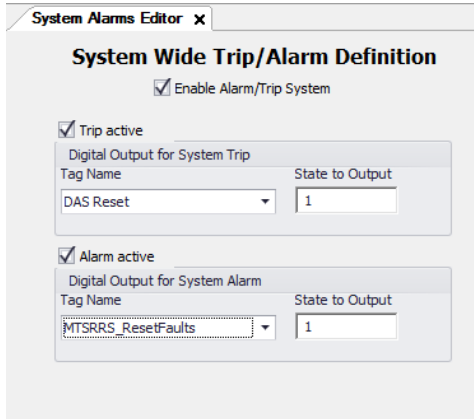 System Alarms Editor x
System Wide Trip/Alarm Definition
Enable Alarm/Trip System
Trip active
Digital Output for System Trip
Tag Name State to Output
DAS Reset 1
Alarm active
Digital Output for System Alarm
Tag Name State to Output
MTSRRS_ResetFaults 1